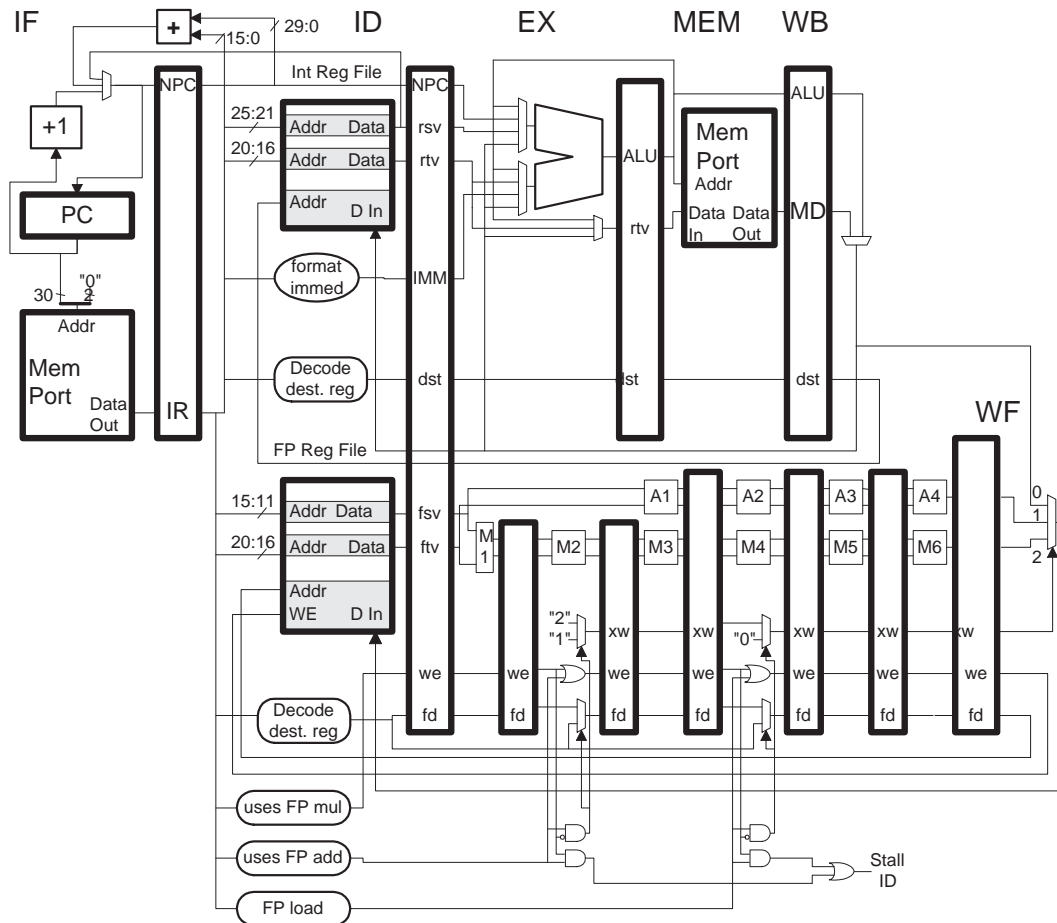 IF
ID
EX
MEM
WB
+
29:0
15:0
Int Reg File
NPC
NPC
ALU
+1
25:21
Addr
Data
rsv
20:16
Addr
Data
rtv
ALU
Mem
Port
Addr
PC
Addr
D In
rtv
Data
In
Data
Out
MD
format
immed
IMM
"0"
30
2
Addr
Mem
Port
Data
Out
IR
Decode
dest. reg
dst
dst
dst
FP Reg File
WF
15:11
Addr
Data
fsv
A1
A2
A3
A4
0
1
20:16
Addr
Data
ftv
M
1
M2
M3
M4
M5
M6
2
Addr
WE
D In
"2"
"1"
xw
xw
"0"
xw
xw
xw
we
we
we
we
we
we
we
Decode
dest. reg
fd
fd
fd
fd
fd
fd
fd
uses FP mul
uses FP add
Stall
ID
FP load